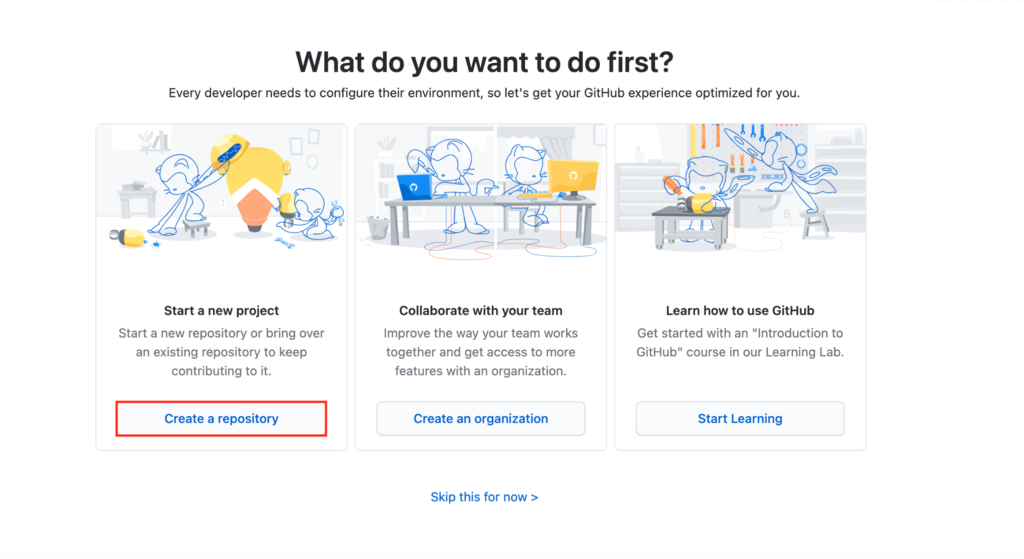 What do you want to do first?
Every developer needs to configure their environment, so let's get your GitHub experience optimized for you.
Start a new project
Start a new repository or bring over
an existing repository to keep
contributing to it.
Create a repository
Collaborate with your team
Improve the way your team works
together and get access to more
features with an organization.
Create an organization
Learn how to use GitHub
Get started with an "Introduction to
GitHub" course in our Learning Lab.
Start Learning
Skip this for now >